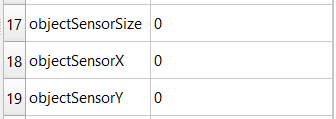 17 objectSensorSize 0
18 objectSensorX 0
19 objectSensorY 0